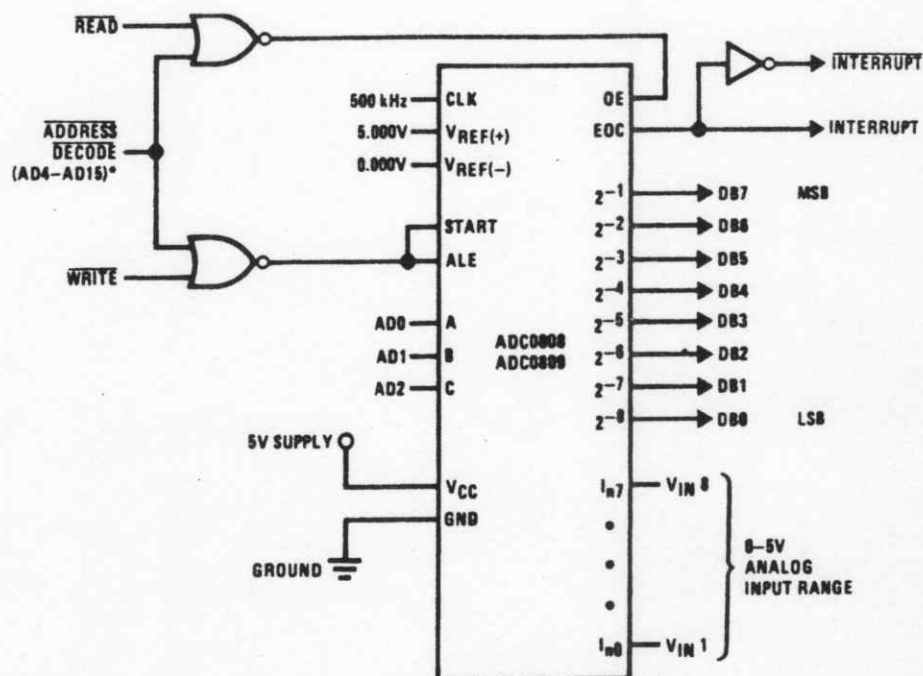 READ
500 kHz
CLK
OE
INTERRUPT
ADDRESS
DECODE
(AD4–AD15)*
5.000V
VREF(+)
EOC
INTERRUPT
0.000V
VREF(−)
2−1
DB7
MSB
START
2−2
DB6
WRITE
ALE
2−3
DB5
2−4
DB4
AD0
A
2−5
DB3
ADC0808
ADC0809
AD1
B
2−6
DB2
AD2
C
2−7
DB1
2−8
DB0
LSB
5V SUPPLY
VCC
In7
VIN 8
GND
GROUND
0–5V
ANALOG
INPUT RANGE
In0
VIN 1